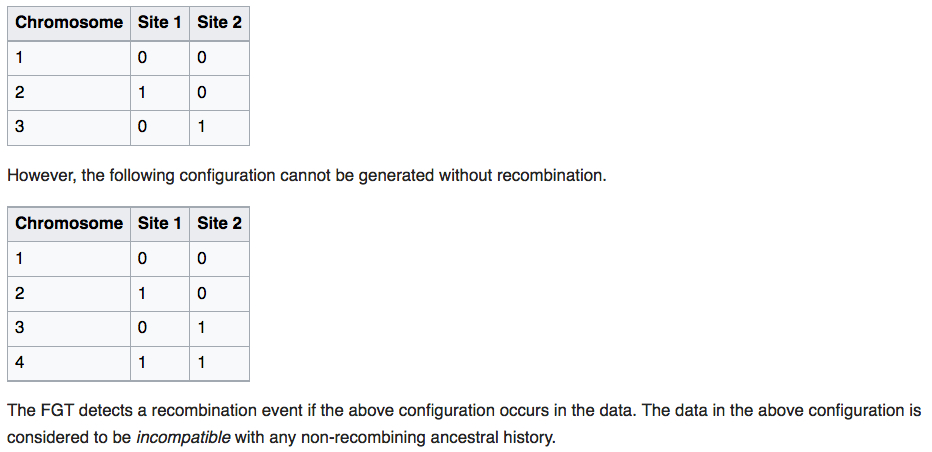 Chromosome Site 1 Site 2
1 0 0
2 1 0
3 0 1
However, the following configuration cannot be generated without recombination.
Chromosome Site 1 Site 2
1 0 0
2 1 0
3 0 1
4 1 1
The FGT detects a recombination event if the above configuration occurs in the data. The data in the above configuration is
considered to be incompatible with any non-recombining ancestral history.